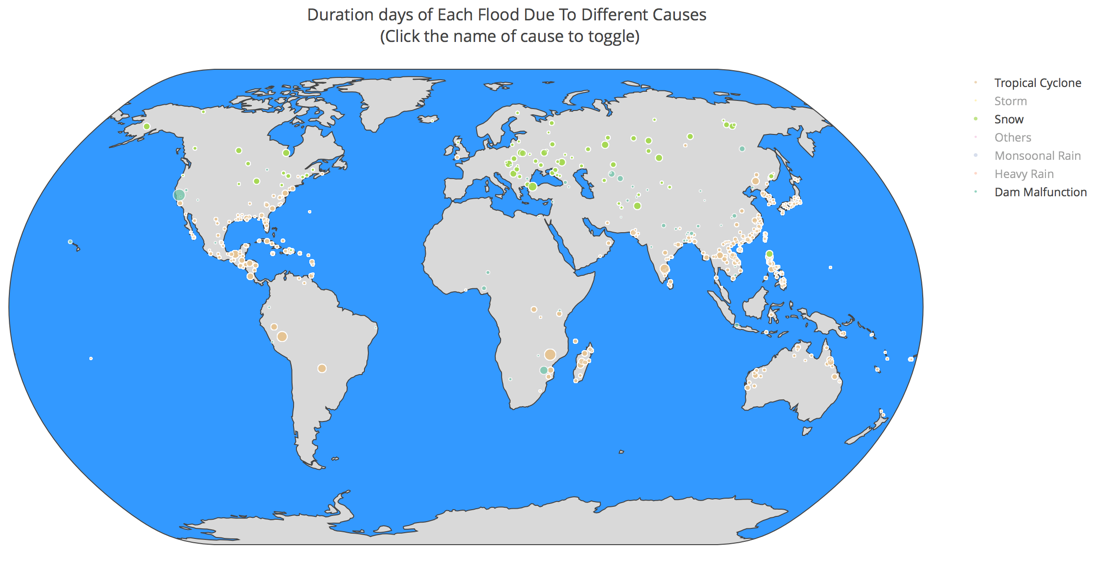 Duration days of Each Flood Due To Different Causes
(Click the name of cause to toggle)
Tropical Cyclone
Storm
Snow
Others
Monsoonal Rain
Heavy Rain
Dam Malfunction